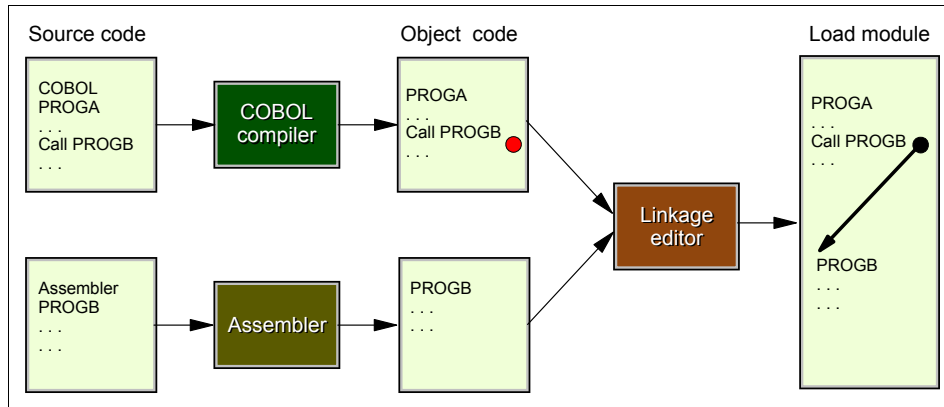 Source code
Object code
Load module
COBOL
PROGA
. . .
Call PROGB
. . .
COBOL
compiler
PROGA
. . .
Call PROGB
. . .
PROGA
. . .
Call PROGB
. . .
Linkage
editor
Assembler
PROGB
. . .
. . .
Assembler
PROGB
. . .
. . .
PROGB
. . .
. . .